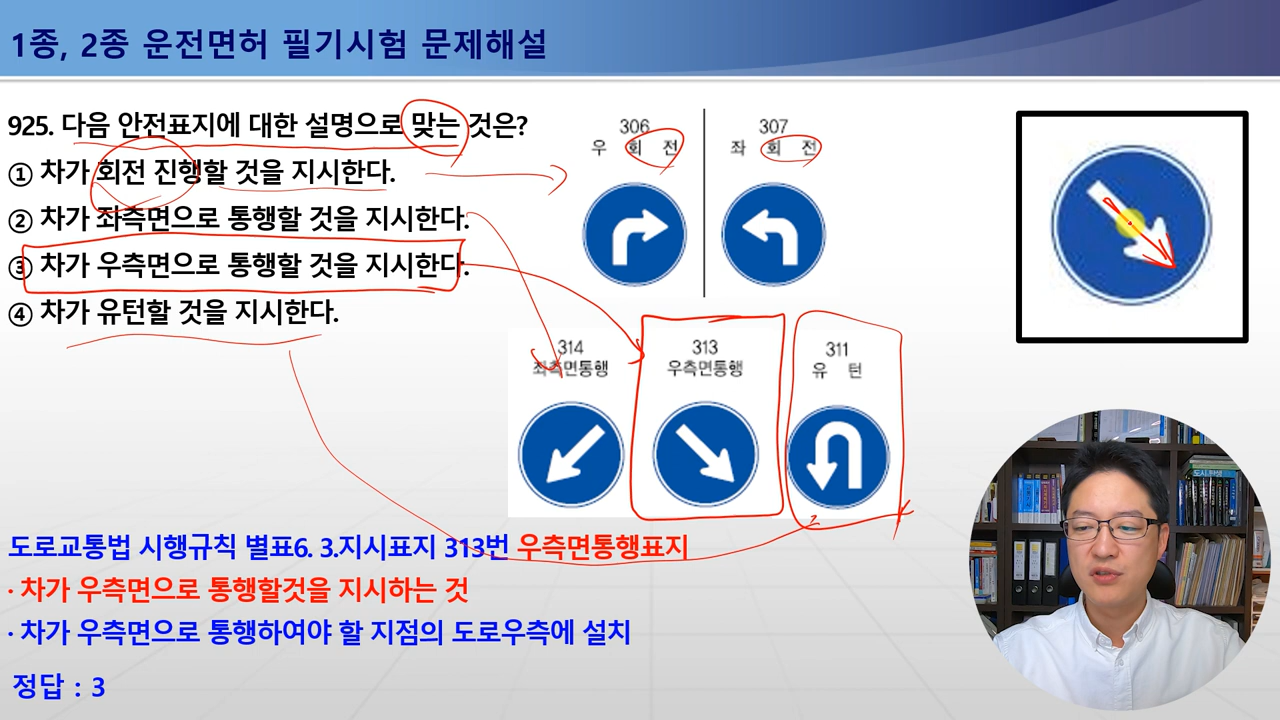 1종, 2종 운전면허 필기시험 문제해설
925. 다음 안전표지에 대한 설명으로 맞는 것은?
① 차가 회전 진행할 것을 지시한다.
② 차가 좌측면으로 통행할 것을 지시한다.
③ 차가 우측면으로 통행할 것을 지시한다.
④ 차가 유턴할 것을 지시한다.
306
우 회 전
307
좌 회 전
314
좌측면통행
313
우측면통행
311
유 턴
도로교통법 시행규칙 별표6. 3.지시표지 313번 우측면통행표지
· 차가 우측면으로 통행할것을 지시하는 것
· 차가 우측면으로 통행하여야 할 지점의 도로우측에 설치
정답 : 3